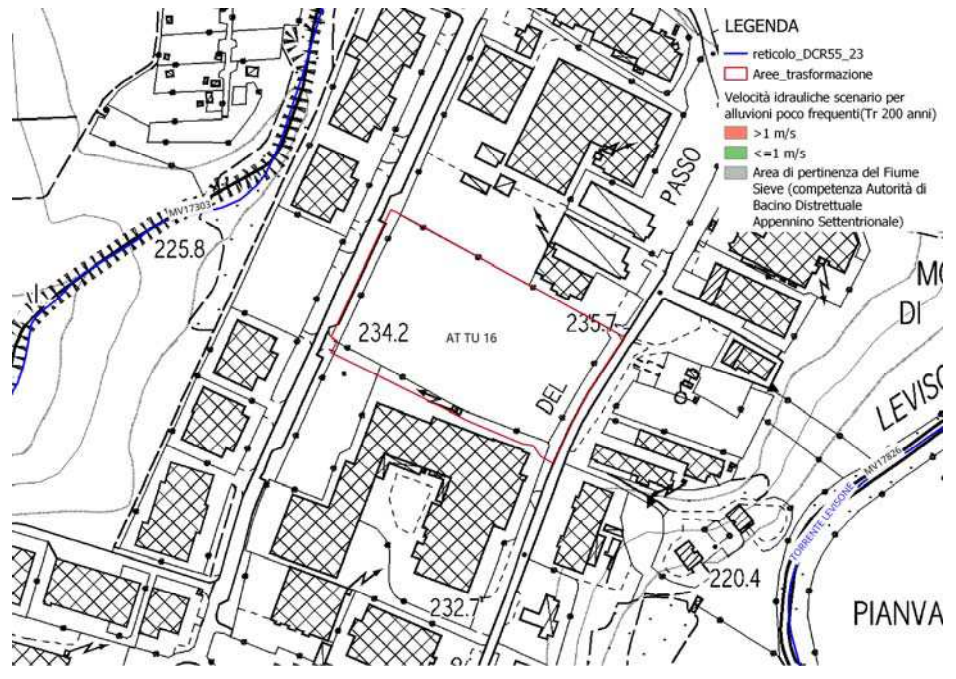 LEGENDA
reticolo_DCR55_23
Aree_trasformazione
Velocità idrauliche scenario per
alluvioni poco frequenti(Tr 200 anni)
>1 m/s
<=1 m/s
Area di pertinenza del Fiume
Sieve (competenza Autorità di
Bacino Distrettuale
Appennino Settentrionale)
PASSO
MV17303
225.8
234.2
AT TU 16
235.7
DEL
DI
MV17826
TORRENTE LEVISONE
220.4
232.7
PIANVA